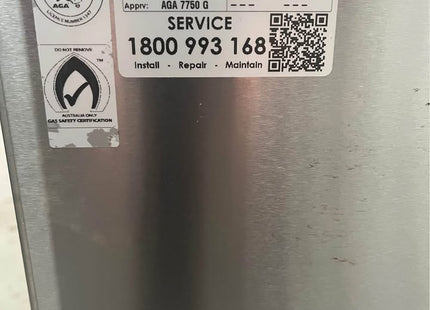 Apprv: AGA 7750 G --- ---
AGA
SERVICE
1800 993 168
Install - Repair - Maintain
DO NOT REMOVE
TM
AUSTRALIA ONLY
GAS SAFETY CERTIFICATION